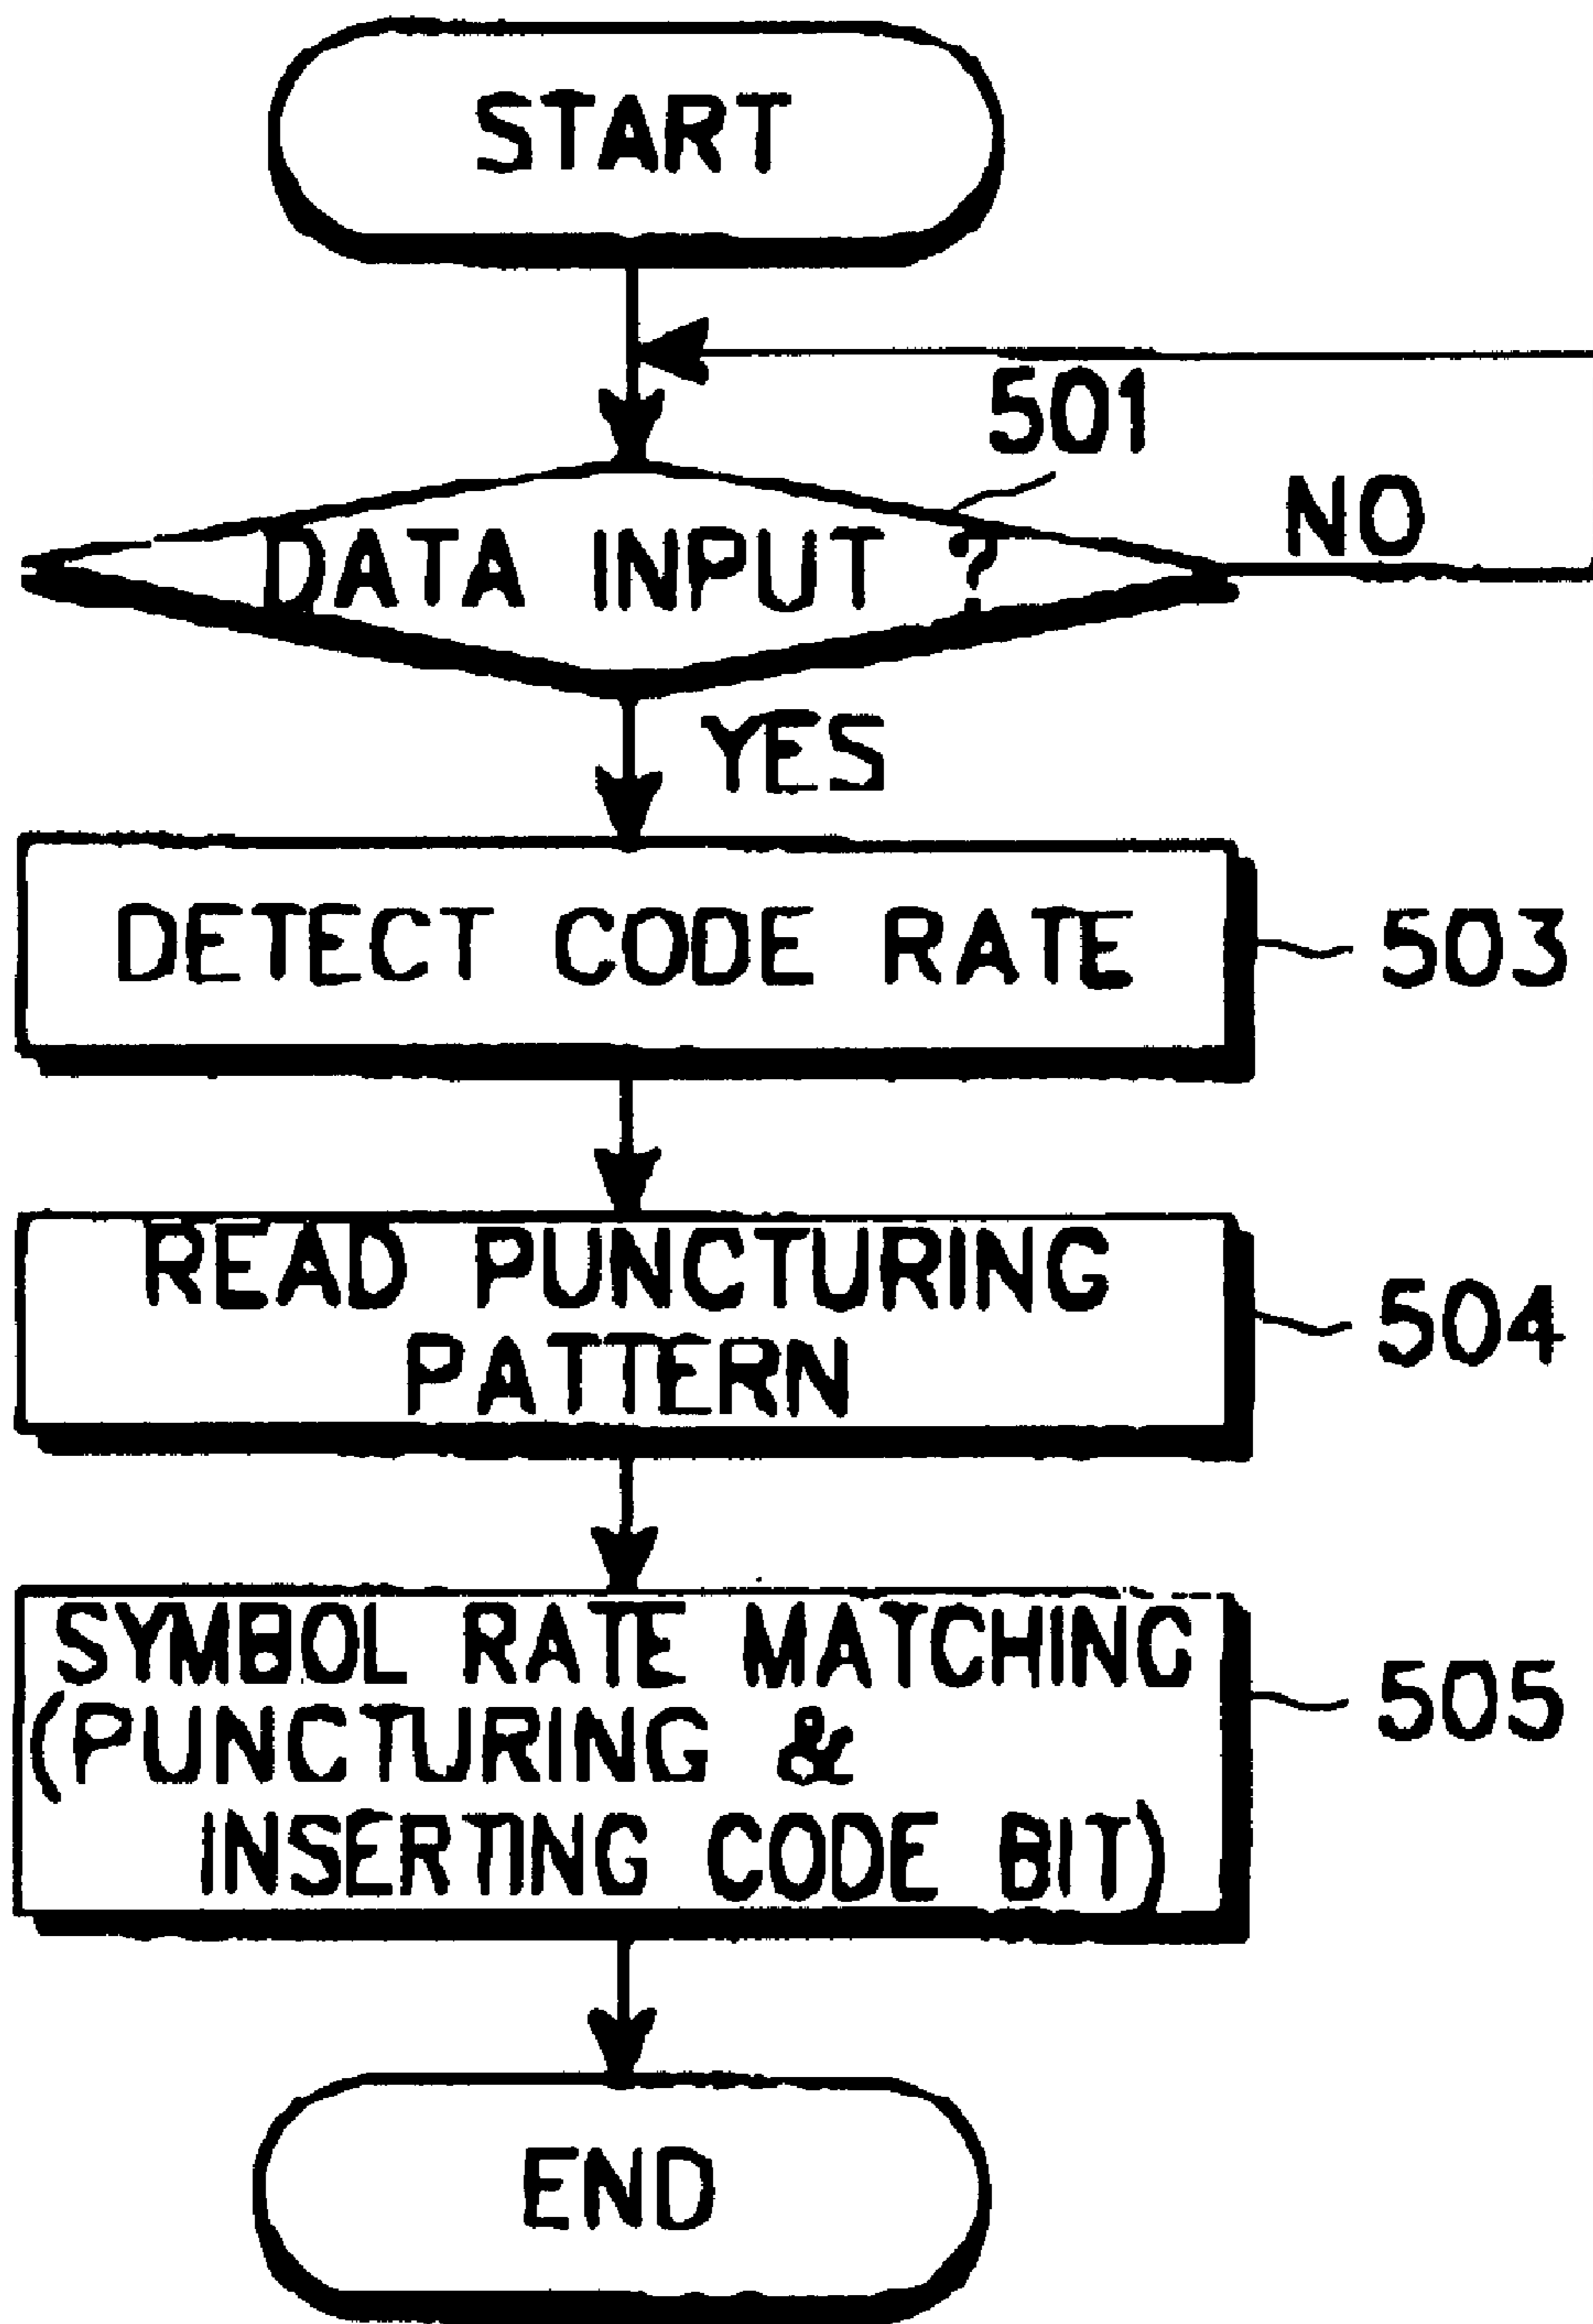 START
501
DATA INPUT ?
NO
YES
DETECT CODE RATE
503
READ PUNCTURING
PATTERN
504
SYMBOL RATE MATCHING
(PUNCTURING &
INSERTING CODE BIT)
505
END